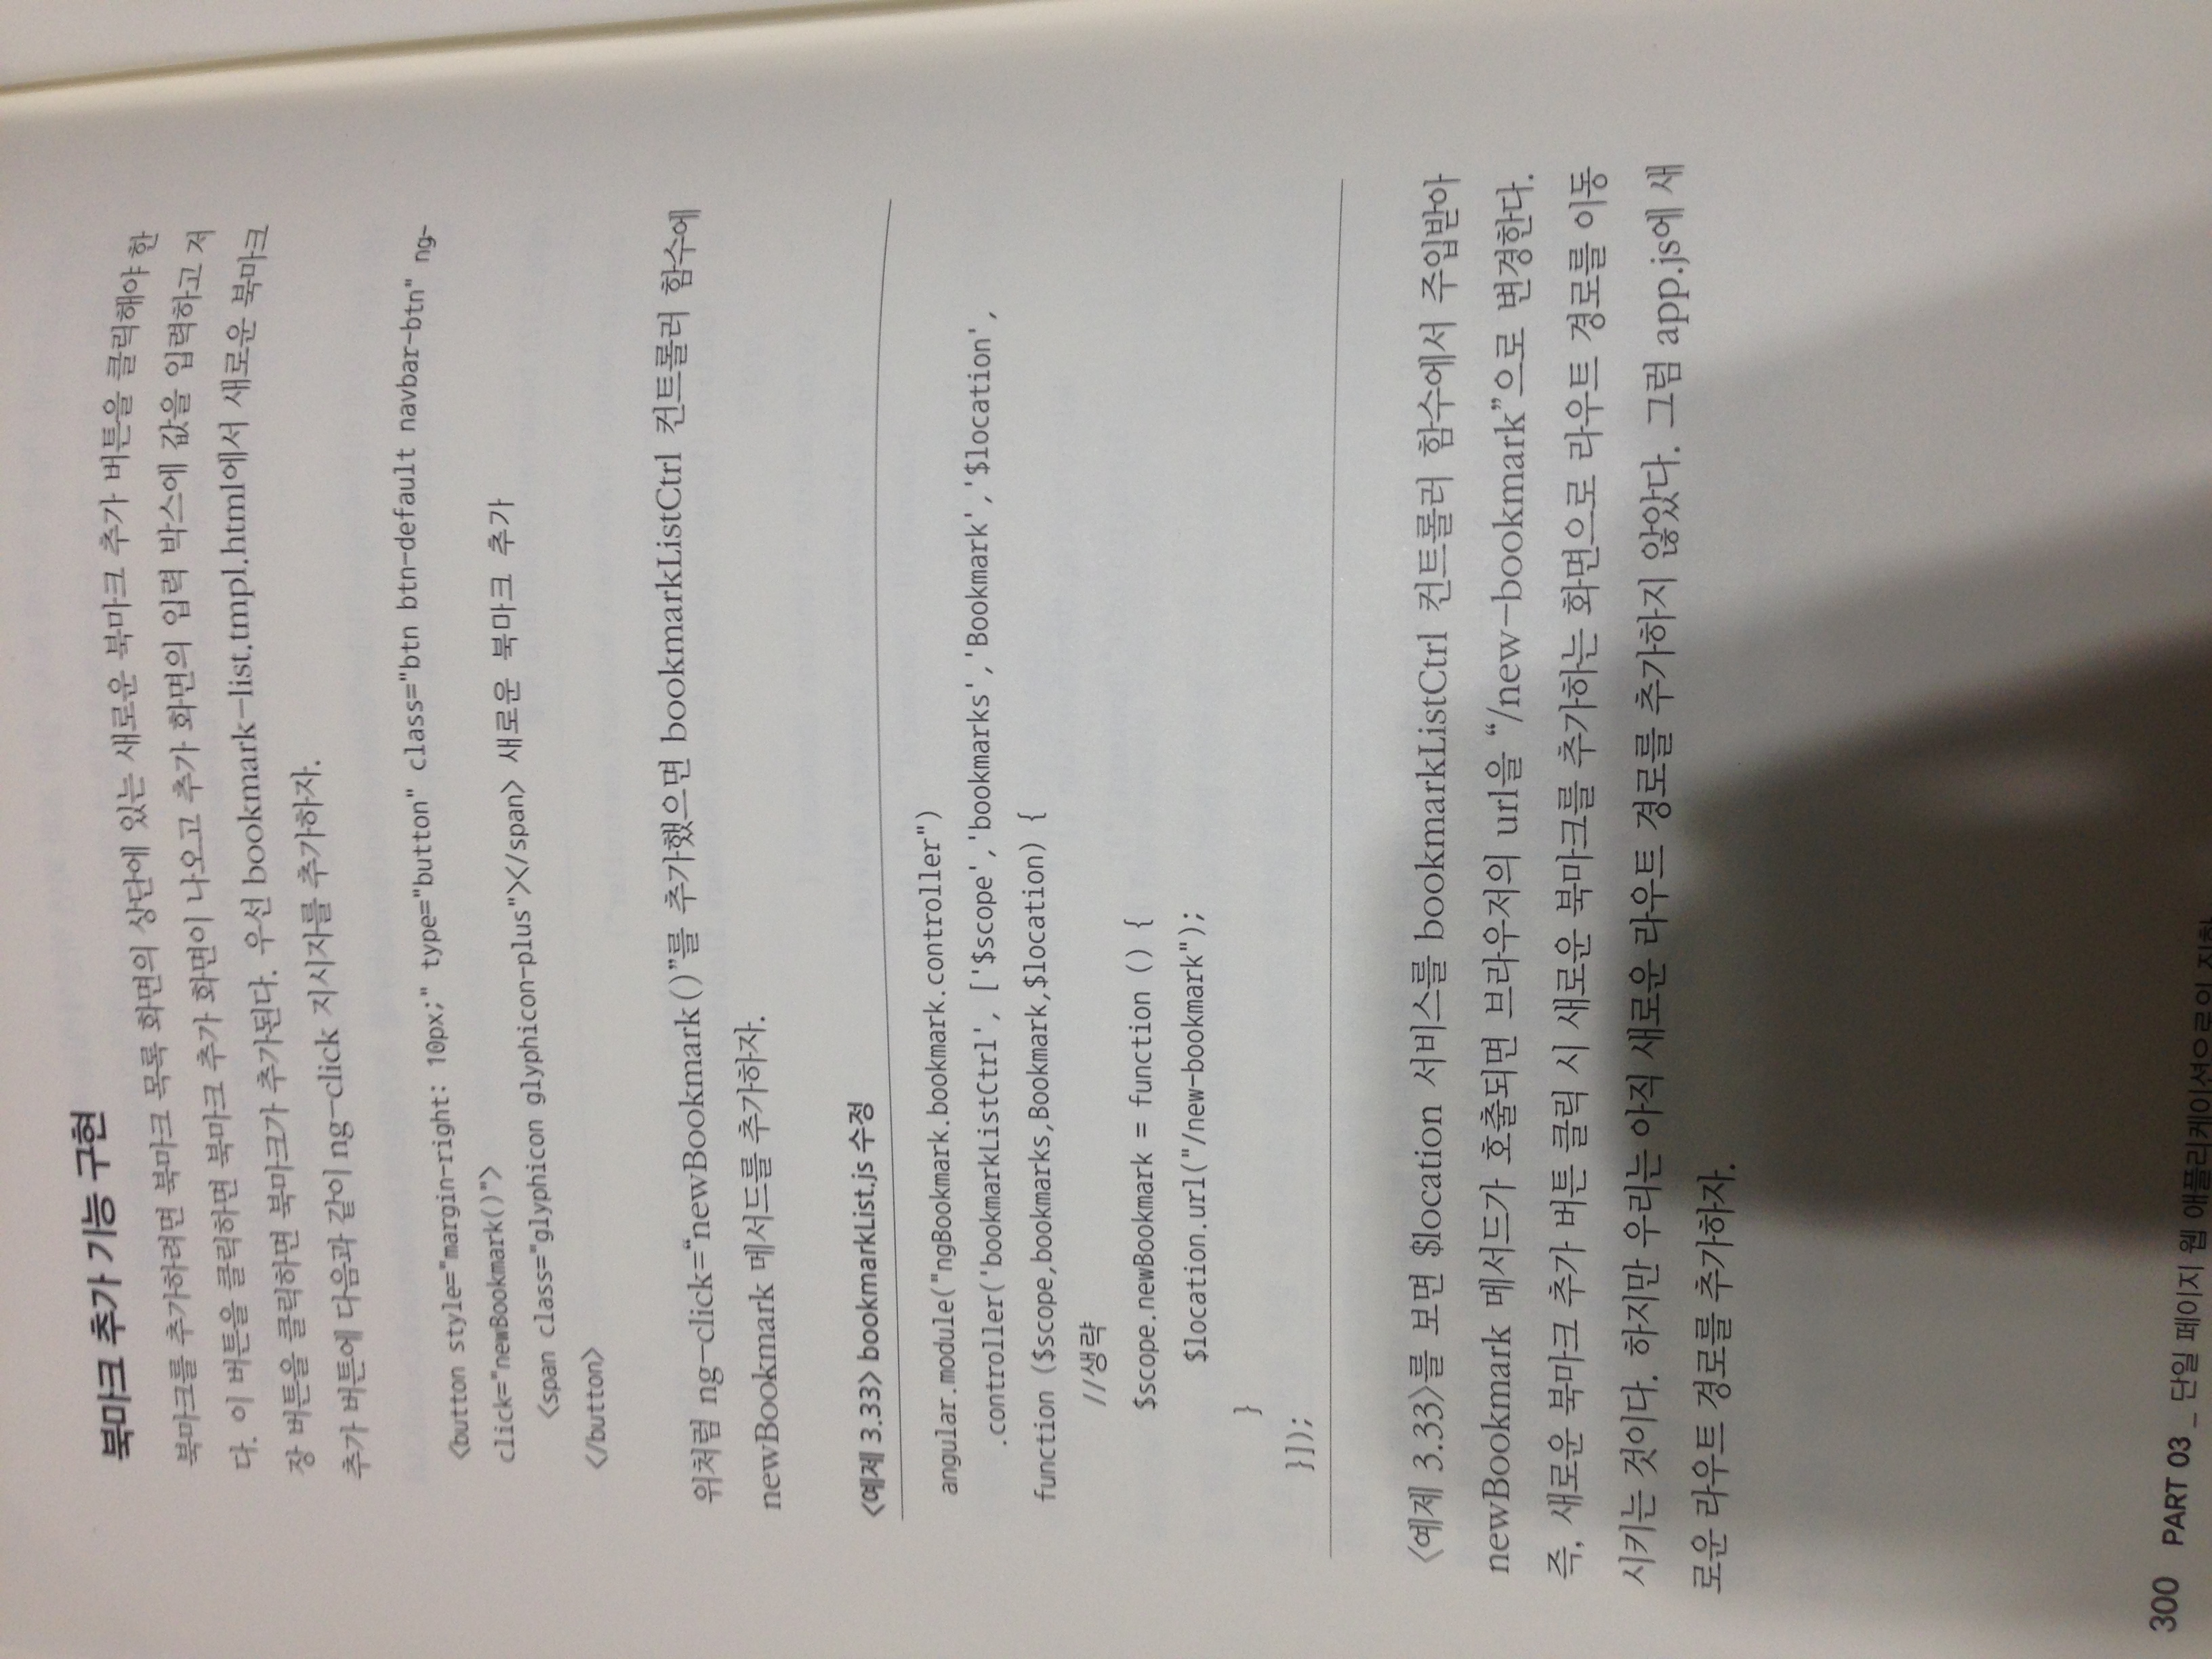 북마크 추가 기능 구현
북마크를 추가하려면 북마크 목록 화면의 상단에 있는 새로운 북마크 추가 버튼을 클릭해야 한
다. 이 버튼을 클릭하면 북마크 추가 화면이 나오고 추가 화면의 입력 박스에 값을 입력하고 저
장 버튼을 클릭하면 북마크가 추가된다. 우선 bookmark-list.tmpl.html에서 새로운 북마크
추가 버튼에 다음과 같이 ng-click 지시자를 추가하자.
<button style="margin-right: 10px;" type="button" class="btn btn-default navbar-btn" ng-
click="newBookmark()">
<span class="glyphicon glyphicon-plus"></span> 새로운 북마크 추가
</button>
위처럼 ng-click=“newBookmark()”를 추가했으면 bookmarkListCtrl 컨트롤러 함수에
newBookmark 메서드를 추가하자.
<예제 3.33> bookmarkList.js 수정
angular.module("ngBookmark.bookmark.controller")
.controller('bookmarkListCtrl', ['$scope','bookmarks','Bookmark','$location',
function ($scope,bookmarks,Bookmark,$location) {
//생략
$scope.newBookmark = function () {
$location.url("/new-bookmark");
}
}]);
<예제 3.33>를 보면 $location 서비스를 bookmarkListCtrl 컨트롤러 함수에서 주입받아
newBookmark 메서드가 호출되면 브라우저의 url을 “/new-bookmark”으로 변경한다.
즉, 새로운 북마크 추가 버튼 클릭 시 새로운 북마크를 추가하는 화면으로 라우트 경로를 이동
시키는 것이다. 하지만 우리는 아직 새로운 라우트 경로를 추가하지 않았다. 그럼 app.js에 새
로운 라우트 경로를 추가하자.
300 PART 03 _ 단일 페이지 웹 애플리케이션으로의 진화